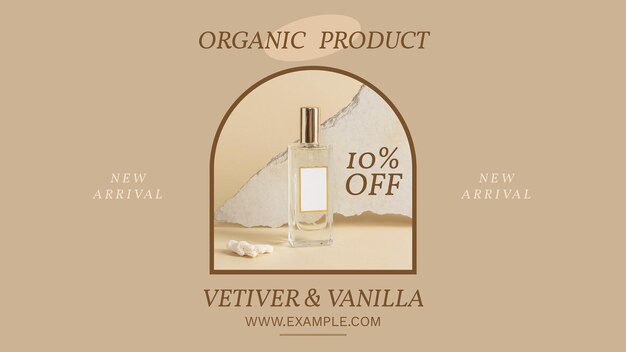 ORGANIC PRODUCT
10% OFF
NEW ARRIVAL
NEW ARRIVAL
VETIVER & VANILLA
WWW.EXAMPLE.COM